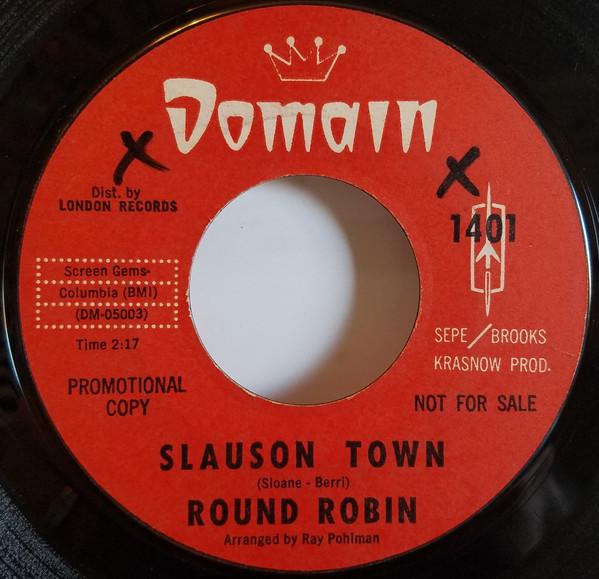 Domain
X X
Dist. by
LONDON RECORDS
1401
Screen Gems-
Columbia (BMI)
(DM-05003)
Time 2:17
SEPE/BROOKS
KRASNOW PROD.
PROMOTIONAL
COPY
NOT FOR SALE
SLAUSON TOWN
(Sloane - Berri)
ROUND ROBIN
Arranged by Ray Pohlman